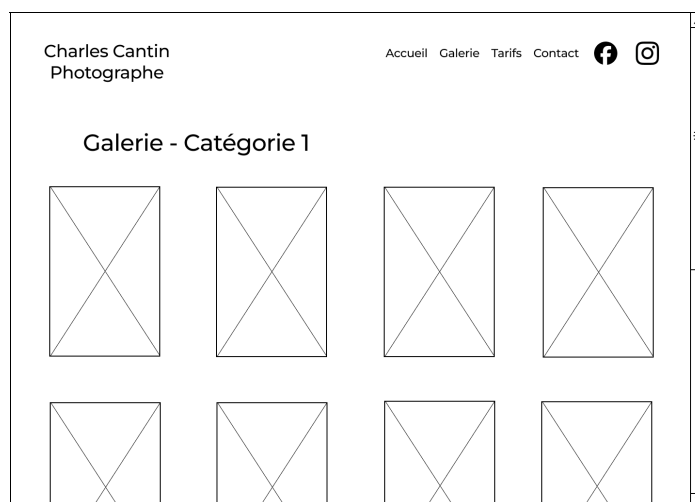 Charles Cantin
Photographe
Accueil Galerie Tarifs Contact
Galerie - Catégorie 1